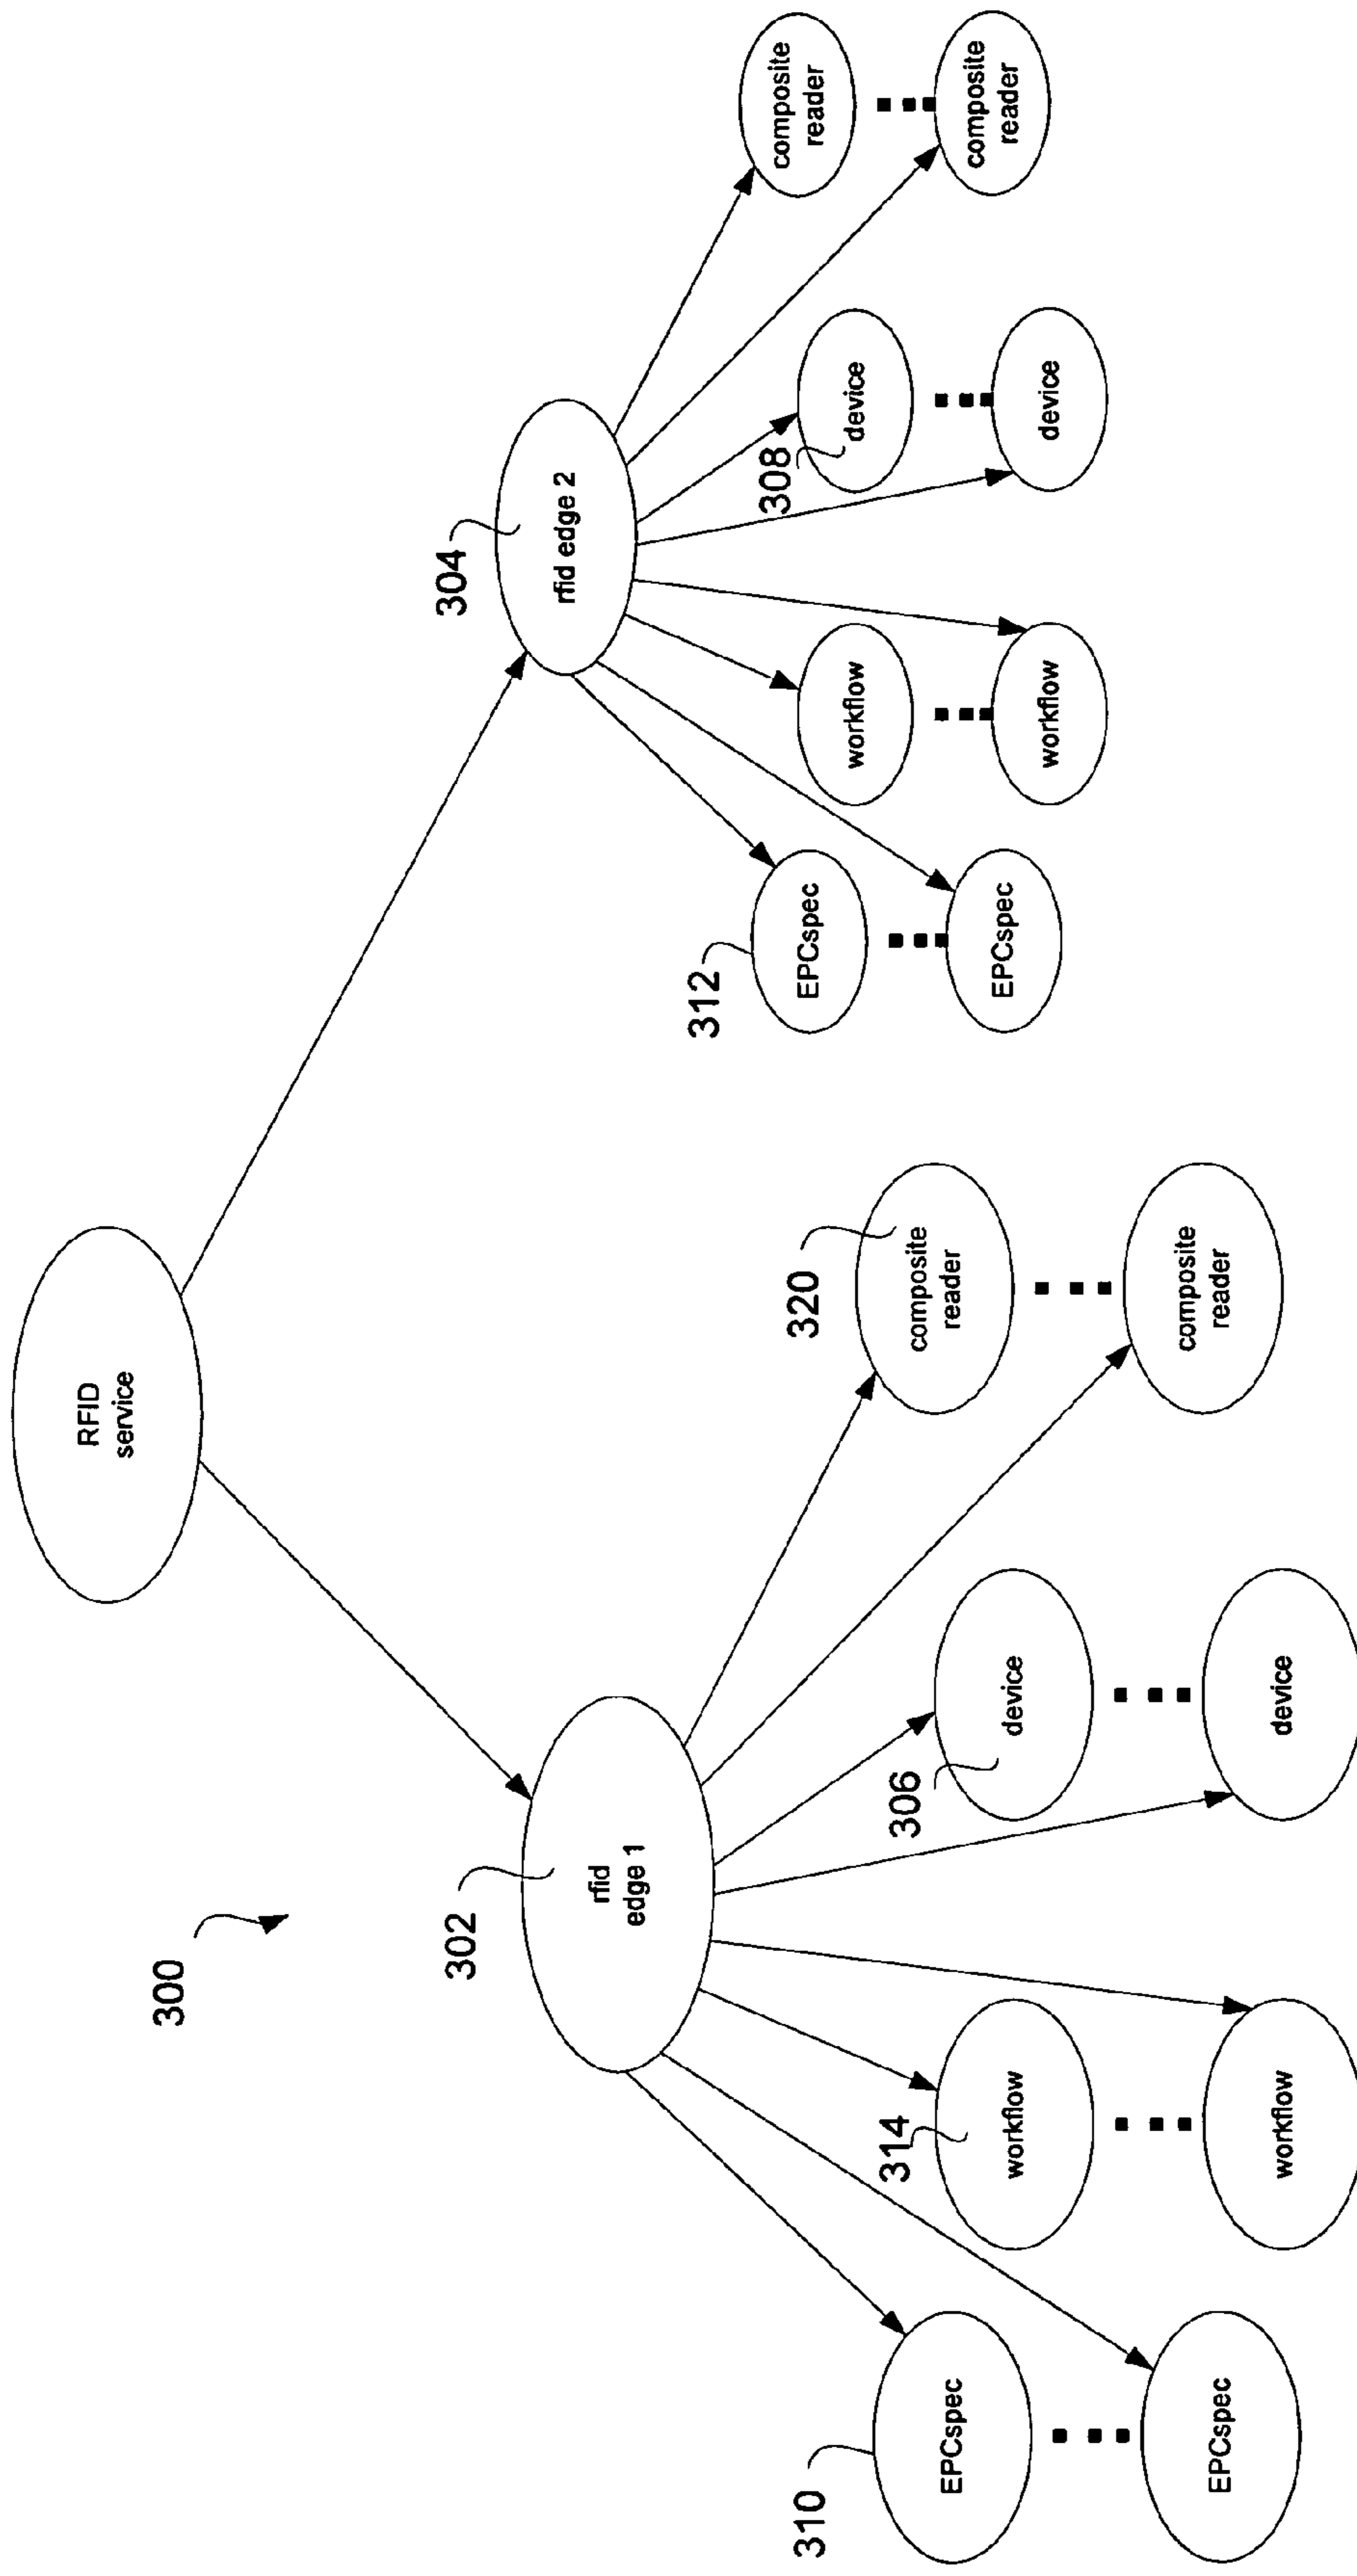 300
RFID
service
302
rfid
edge 1
304
rfid edge 2
310
EPCspec
EPCspec
314
workflow
workflow
306
device
device
320
composite
reader
composite
reader
312
EPCspec
EPCspec
workflow
workflow
308
device
device
composite
reader
composite
reader